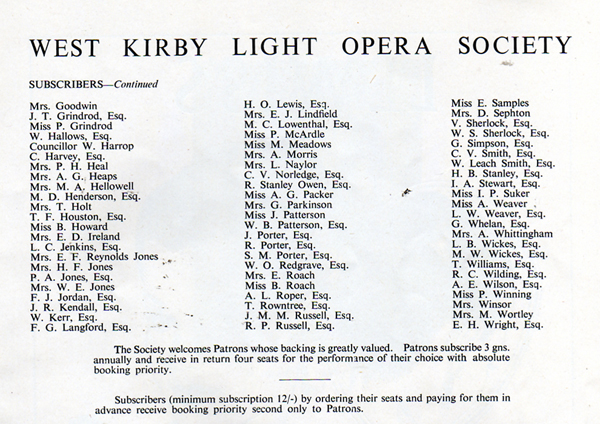 WEST KIRBY LIGHT OPERA SOCIETY
SUBSCRIBERS—Continued
Mrs. Goodwin
J. T. Grindrod, Esq.
Miss P. Grindrod
W. Hallows, Esq.
Councillor W. Harrop
C. Harvey, Esq.
Mrs. P. H. Heal
Mrs. A. G. Heaps
Mrs. M. A. Hellowell
M. D. Henderson, Esq.
Mrs. T. Holt
T. F. Houston, Esq.
Miss B. Howard
Mrs. E. D. Ireland
L. C. Jenkins, Esq.
Mrs. E. F. Reynolds Jones
Mrs. H. F. Jones
P. A. Jones, Esq.
Mrs. W. E. Jones
F. J. Jordan, Esq.
J. R. Kendall, Esq.
W. Kerr, Esq.
F. G. Langford, Esq.
H. O. Lewis, Esq.
Mrs. E. J. Lindfield
M. C. Lowenthal, Esq.
Miss P. McArdle
Miss M. Meadows
Mrs. A. Morris
Mrs. L. Naylor
C. V. Norledge, Esq.
R. Stanley Owen, Esq.
Miss A. G. Packer
Mrs. G. Parkinson
Miss J. Patterson
W. B. Patterson, Esq.
J. Porter, Esq.
R. Porter, Esq.
S. M. Porter, Esq.
W. O. Redgrave, Esq.
Mrs. E. Roach
Miss B. Roach
A. L. Roper, Esq.
T. Rowntree, Esq.
J. M. M. Russell, Esq.
R. P. Russell, Esq.
Miss E. Samples
Mrs. D. Sephton
V. Sherlock, Esq.
W. S. Sherlock, Esq.
G. Simpson, Esq.
C. V. Smith, Esq.
W. Leach Smith, Esq.
H. B. Stanley, Esq.
I. A. Stewart, Esq.
Miss I. P. Suker
Miss A. Weaver
L. W. Weaver, Esq.
G. Whelan, Esq.
Mrs. A. Whittingham
L. B. Wickes, Esq.
M. W. Wickes, Esq.
T. Williams, Esq.
R. C. Wilding, Esq.
A. E. Wilson, Esq.
Miss P. Winning
Mrs. Winsor
Mrs. M. Wortley
E. H. Wright, Esq.
The Society welcomes Patrons whose backing is greatly valued. Patrons subscribe 3 gns.
annually and receive in return four seats for the performance of their choice with absolute
booking priority.
Subscribers (minimum subscription 12/-) by ordering their seats and paying for them in
advance receive booking priority second only to Patrons.